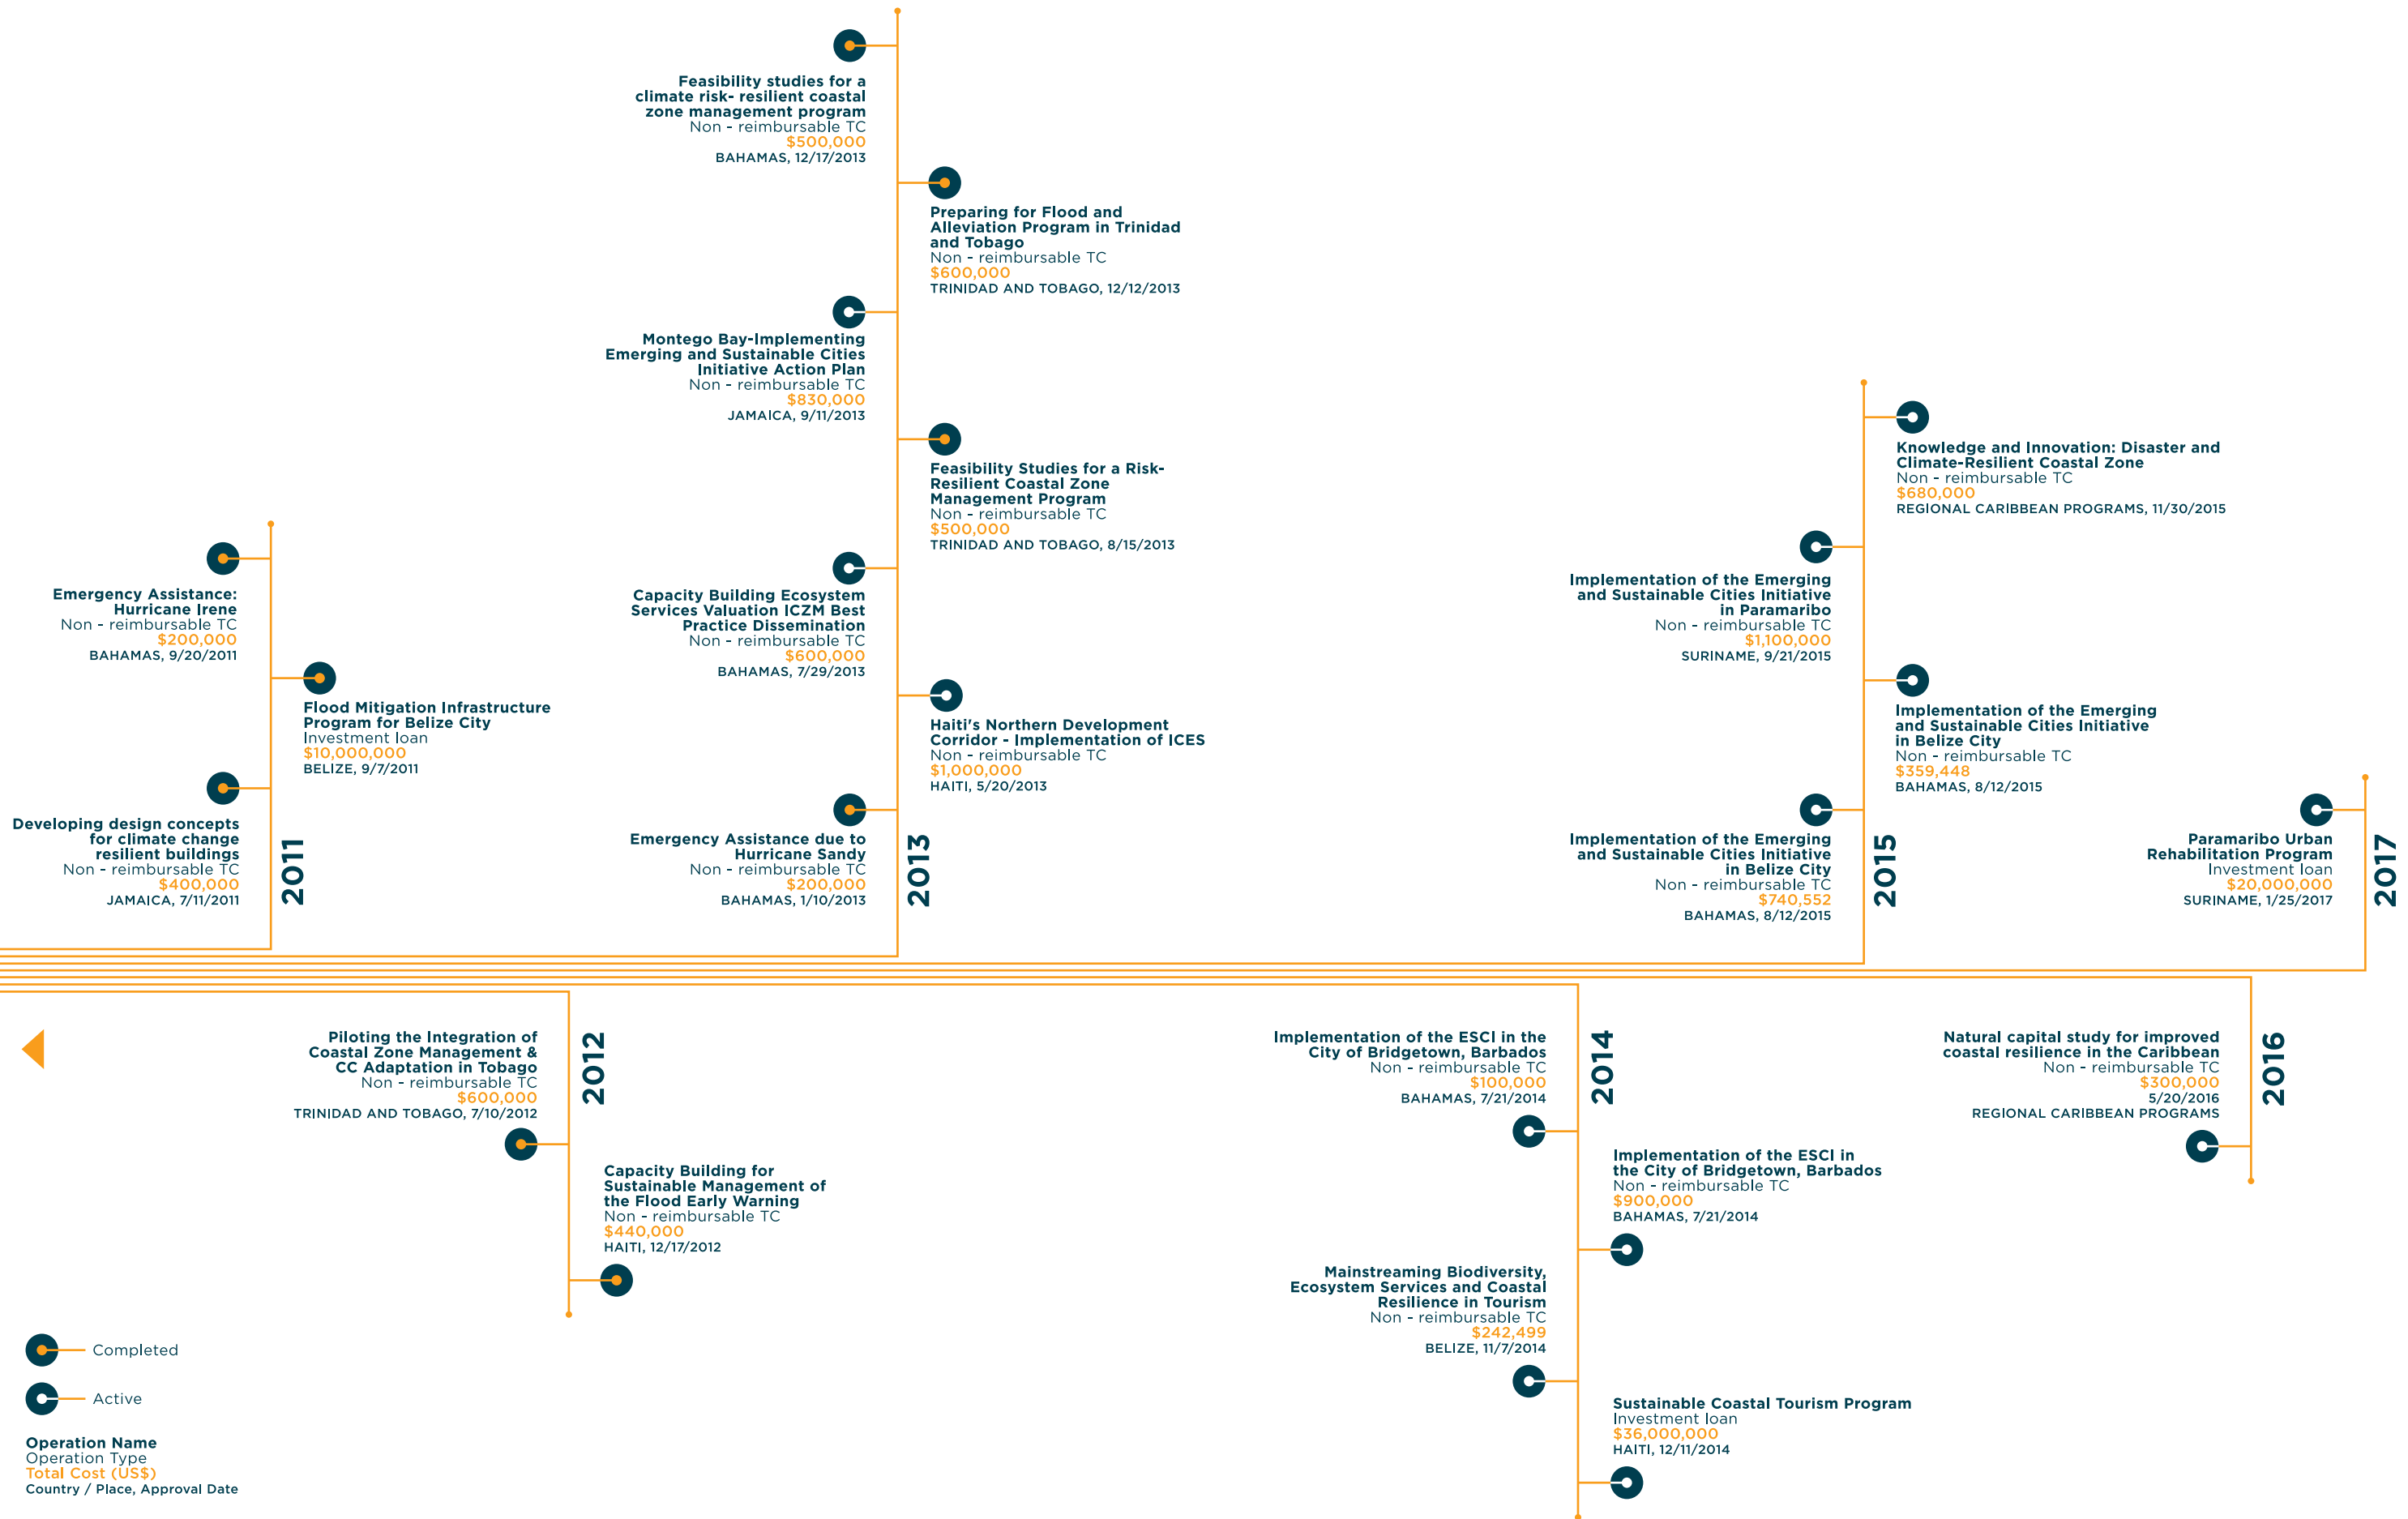 Feasibility studies for a
climate risk- resilient coastal
zone management program
Non - reimbursable TC
$500,000
BAHAMAS, 12/17/2013
Preparing for Flood and
Alleviation Program in Trinidad
and Tobago
Non - reimbursable TC
$600,000
TRINIDAD AND TOBAGO, 12/12/2013
Montego Bay-Implementing
Emerging and Sustainable Cities
Initiative Action Plan
Non - reimbursable TC
$830,000
JAMAICA, 9/11/2013
Feasibility Studies for a Risk-
Resilient Coastal Zone
Management Program
Non - reimbursable TC
$500,000
TRINIDAD AND TOBAGO, 8/15/2013
Capacity Building Ecosystem
Services Valuation ICZM Best
Practice Dissemination
Non - reimbursable TC
$600,000
BAHAMAS, 7/29/2013
Haiti's Northern Development
Corridor - Implementation of ICES
Non - reimbursable TC
$1,000,000
HAITI, 5/20/2013
Emergency Assistance due to
Hurricane Sandy
Non - reimbursable TC
$200,000
BAHAMAS, 1/10/2013
2013
Emergency Assistance:
Hurricane Irene
Non - reimbursable TC
$200,000
BAHAMAS, 9/20/2011
Flood Mitigation Infrastructure
Program for Belize City
Investment loan
$10,000,000
BELIZE, 9/7/2011
Developing design concepts
for climate change
resilient buildings
Non - reimbursable TC
$400,000
JAMAICA, 7/11/2011
2011
Knowledge and Innovation: Disaster and
Climate-Resilient Coastal Zone
Non - reimbursable TC
$680,000
REGIONAL CARIBBEAN PROGRAMS, 11/30/2015
Implementation of the Emerging
and Sustainable Cities Initiative
in Paramaribo
Non - reimbursable TC
$1,100,000
SURINAME, 9/21/2015
Implementation of the Emerging
and Sustainable Cities Initiative
in Belize City
Non - reimbursable TC
$359,448
BAHAMAS, 8/12/2015
Implementation of the Emerging
and Sustainable Cities Initiative
in Belize City
Non - reimbursable TC
$740,552
BAHAMAS, 8/12/2015
2015
Paramaribo Urban
Rehabilitation Program
Investment loan
$20,000,000
SURINAME, 1/25/2017
2017
Piloting the Integration of
Coastal Zone Management &
CC Adaptation in Tobago
Non - reimbursable TC
$600,000
TRINIDAD AND TOBAGO, 7/10/2012
2012
Capacity Building for
Sustainable Management of
the Flood Early Warning
Non - reimbursable TC
$440,000
HAITI, 12/17/2012
Implementation of the ESCI in the
City of Bridgetown, Barbados
Non - reimbursable TC
$100,000
BAHAMAS, 7/21/2014
2014
Implementation of the ESCI in
the City of Bridgetown, Barbados
Non - reimbursable TC
$900,000
BAHAMAS, 7/21/2014
Mainstreaming Biodiversity,
Ecosystem Services and Coastal
Resilience in Tourism
Non - reimbursable TC
$242,499
BELIZE, 11/7/2014
Sustainable Coastal Tourism Program
Investment loan
$36,000,000
HAITI, 12/11/2014
Natural capital study for improved
coastal resilience in the Caribbean
Non - reimbursable TC
$300,000
5/20/2016
REGIONAL CARIBBEAN PROGRAMS
2016
Completed
Active
Operation Name
Operation Type
Total Cost (US$)
Country / Place, Approval Date